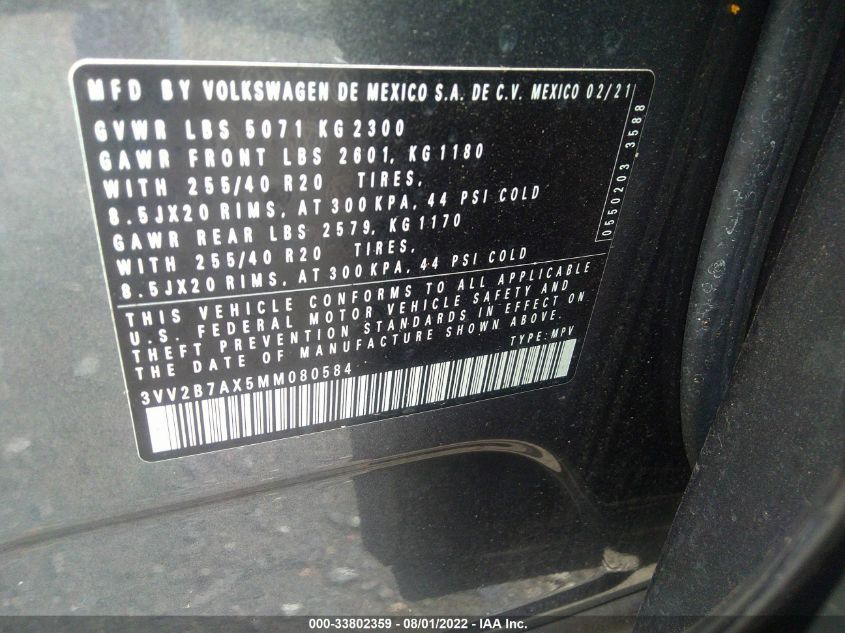 MFD BY VOLKSWAGEN DE MEXICO S.A. DE C.V. MEXICO 02/21
GVWR LBS 5071 KG 2300
GAWR FRONT LBS 2601, KG 1180
WITH 255/40 R20 TIRES,
8.5JX20 RIMS, AT 300 KPA, 44 PSI COLD
GAWR REAR LBS 2579, KG 1170
WITH 255/40 R20 TIRES,
8.5JX20 RIMS, AT 300 KPA, 44 PSI COLD
0550203 3588
THIS VEHICLE CONFORMS TO ALL APPLICABLE
U.S. FEDERAL MOTOR VEHICLE SAFETY AND
THEFT PREVENTION STANDARDS IN EFFECT ON
THE DATE OF MANUFACTURE SHOWN ABOVE.
TYPE: MPV
3VV2B7AX5MM080584
000-33802359 - 08/01/2022 - IAA Inc.